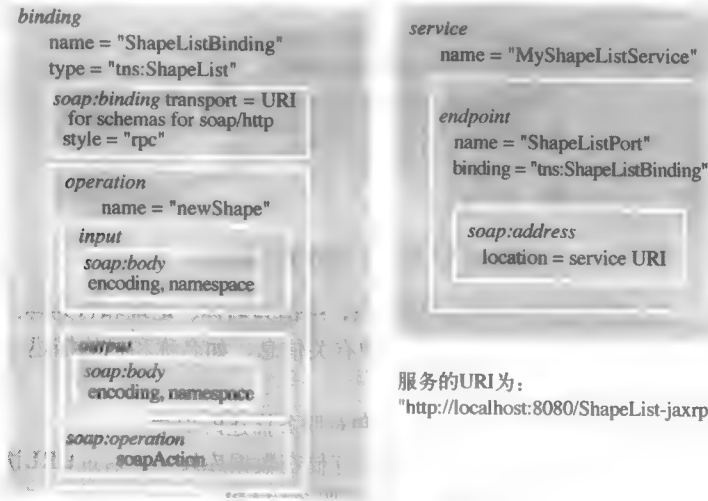 binding
name = "ShapeListBinding"
type = "tns:ShapeList"
soap:binding transport = URI
for schemas for soap/http
style = "rpc"
operation
name = "newShape"
input
soap:body
encoding, namespace
output
soap:body
encoding, namespace
soap:operation
soapAction
service
name = "MyShapeListService"
endpoint
name = "ShapeListPort"
binding = "tns:ShapeListBinding"
soap:address
location = service URI
服务的URI为：
"http://localhost:8080/ShapeList-jaxrp